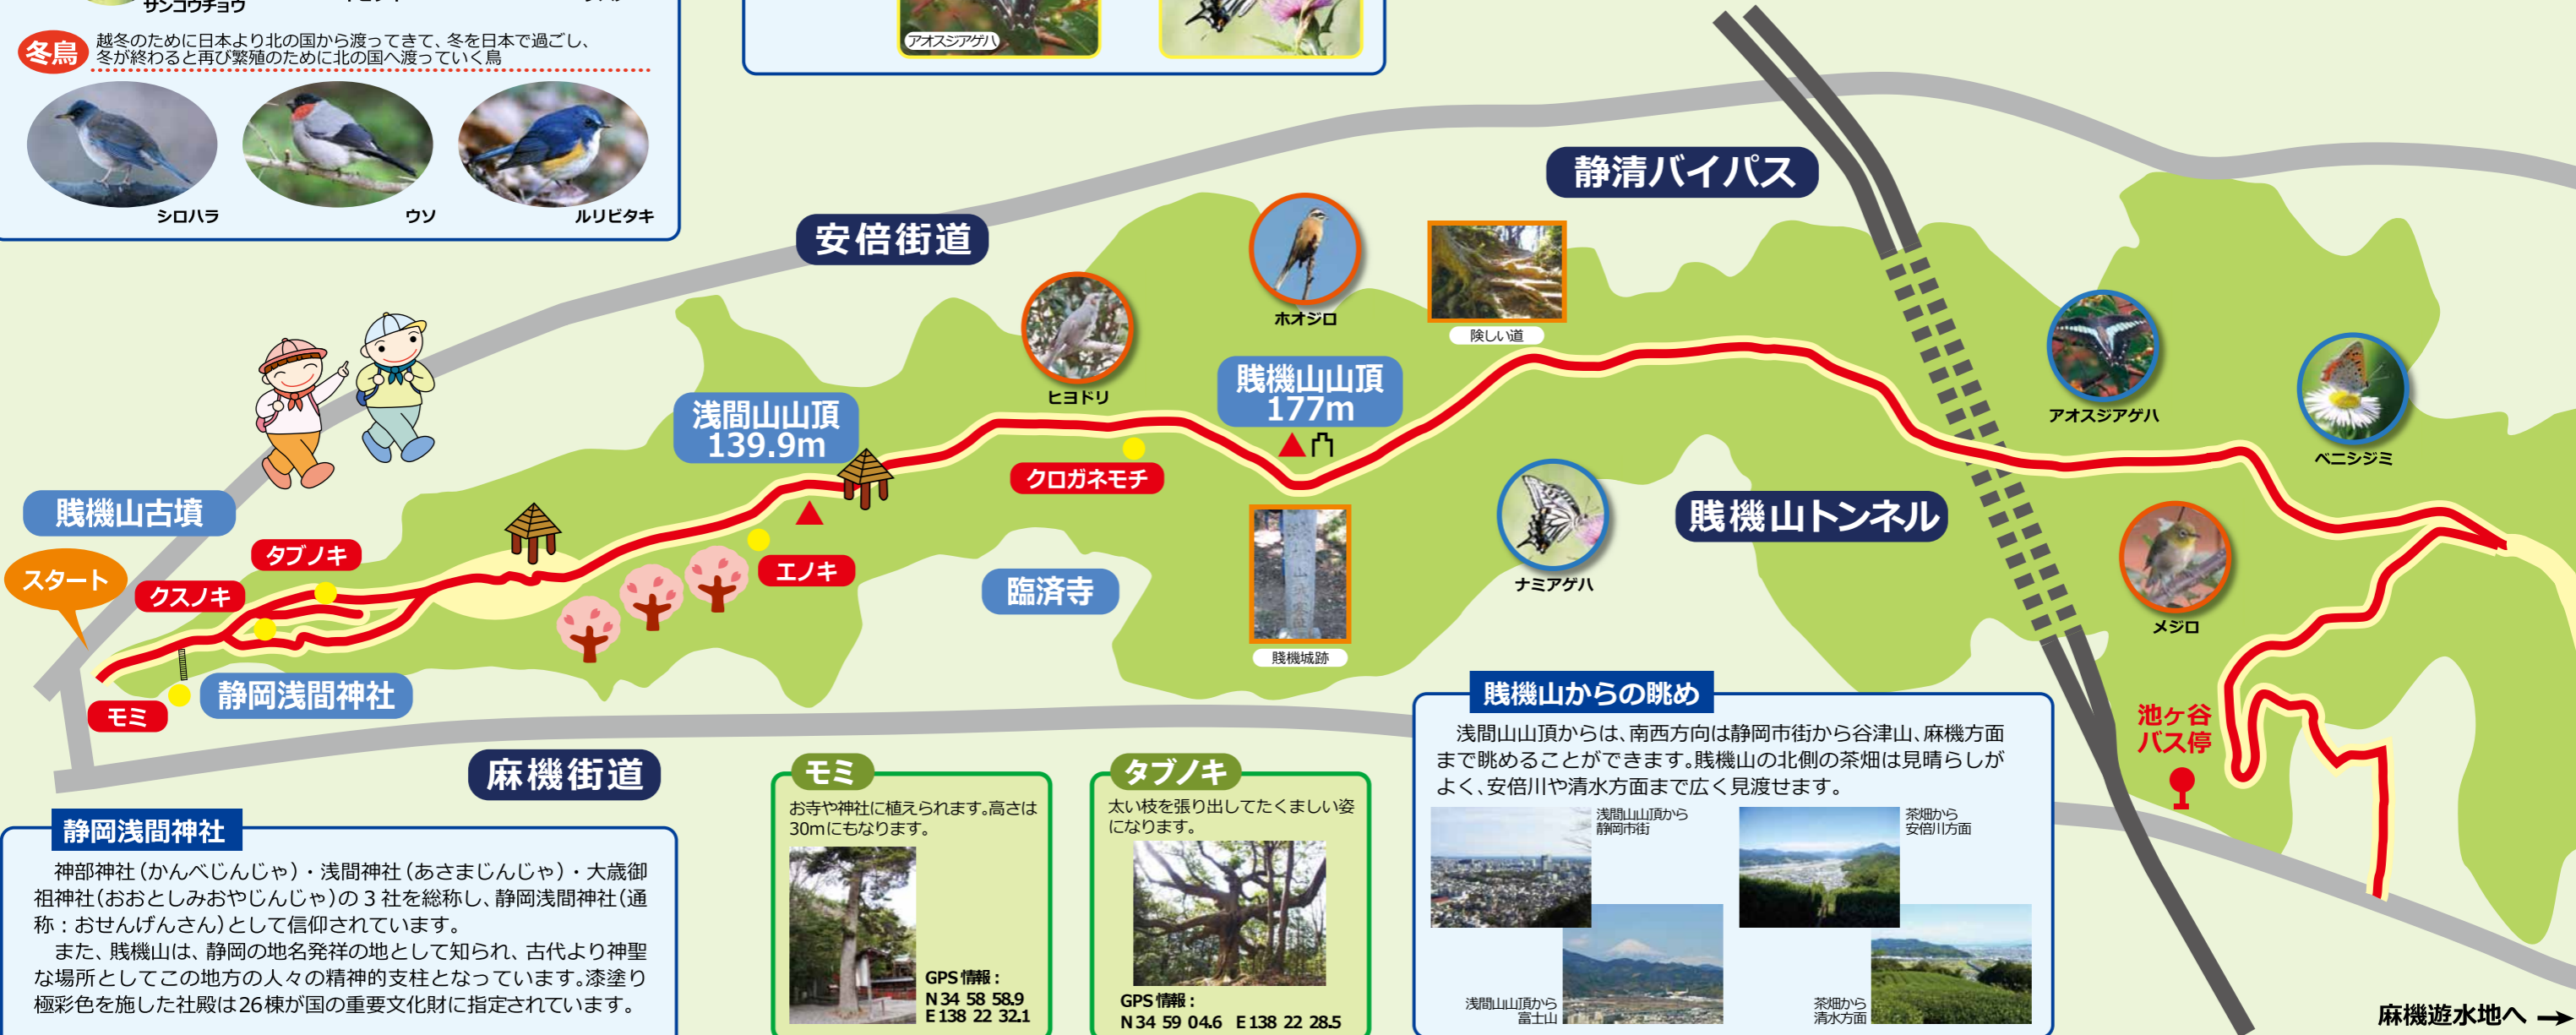 サンコウチョウ
冬鳥
越冬のために日本より北の国から渡ってきて、冬を日本で過ごし、
冬が終わると再び繁殖のために北の国へ渡っていく鳥
シロハラ
ウソ
ルリビタキ
アオスジアゲハ
静清バイパス
安倍街道
ホオジロ
険しい道
ヒヨドリ
賤機山山頂
177m
浅間山山頂
139.9m
クロガネモチ
アオスジアゲハ
ベニシジミ
賤機山古墳
スタート
タブノキ
クスノキ
エノキ
臨済寺
賤機城跡
ナミアゲハ
賤機山トンネル
メジロ
モミ
静岡浅間神社
麻機街道
池ヶ谷
バス停
静岡浅間神社
神部神社(かんべじんじゃ)・浅間神社(あさまじんじゃ)・大歳御
祖神社(おおとしみおやじんじゃ)の 3 社を総称し、静岡浅間神社(通
称：おせんげんさん)として信仰されています。
また、賤機山は、静岡の地名発祥の地として知られ、古代より神聖
な場所としてこの地方の人々の精神的支柱となっています。漆塗り
極彩色を施した社殿は26棟が国の重要文化財に指定されています。
モミ
お寺や神社に植えられます。高さは
30mにもなります。
GPS 情報：
N 34 58 58.9
E 138 22 32.1
タブノキ
太い枝を張り出してたくましい姿
になります。
GPS 情報：
N 34 59 04.6 E 138 22 28.5
賤機山からの眺め
浅間山山頂からは、南西方向は静岡市街から谷津山、麻機方面
まで眺めることができます。賤機山の北側の茶畑は見晴らしが
よく、安倍川や清水方面まで広く見渡せます。
浅間山山頂から
静岡市街
茶畑から
安倍川方面
浅間山山頂から
富士山
茶畑から
清水方面
麻機遊水地へ →